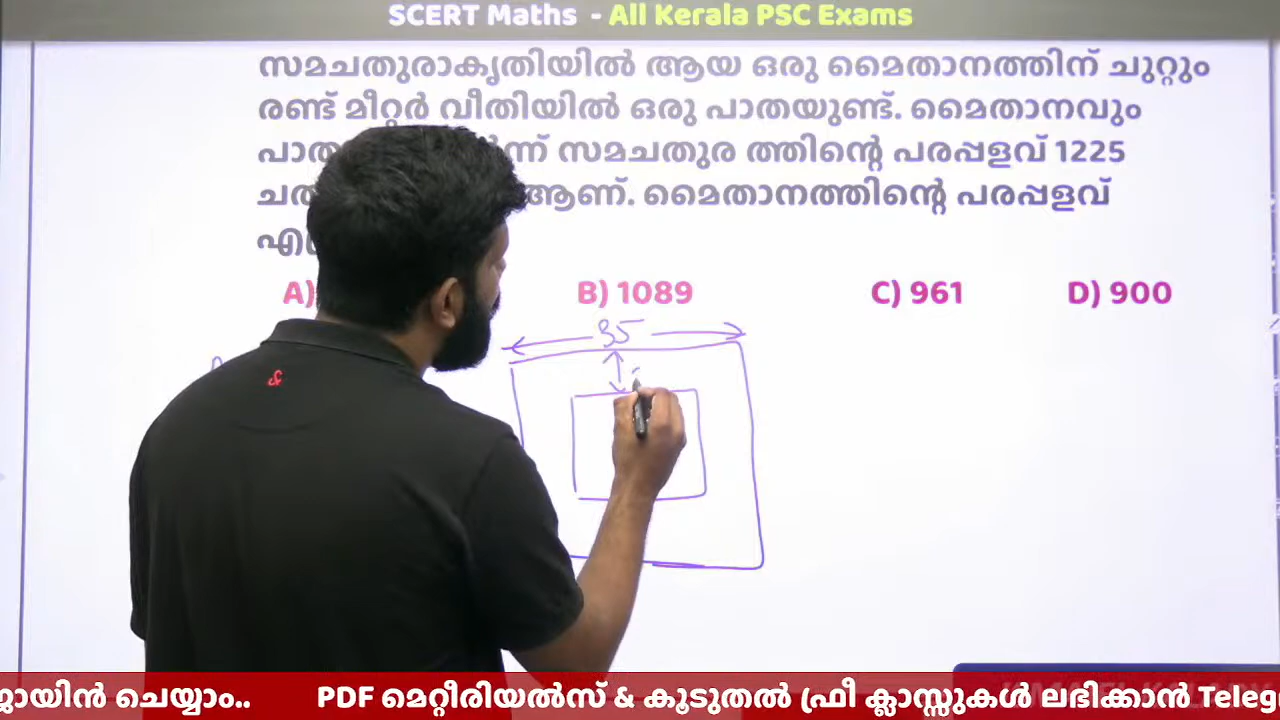 SCERT Maths - All Kerala PSC Exams
സമചതുരാകൃതിയിൽ ആയ ഒരു മൈതാനത്തിന് ചുറ്റും
രണ്ട് മീറ്റർ വീതിയിൽ ഒരു പാതയുണ്ട്. മൈതാനവും
സമചതുര ത്തിന്റെ പരപ്പളവ് 1225
ആണ്. മൈതാനത്തിന്റെ പരപ്പളവ്
A) B) 1089 C) 961 D) 900
35
ചെയ്യാം.. PDF മെറ്റീരിയൽസ് & കൂടുതൽ ഫ്രീ ക്ലാസ്സുകൾ ലഭിക്കാൻ